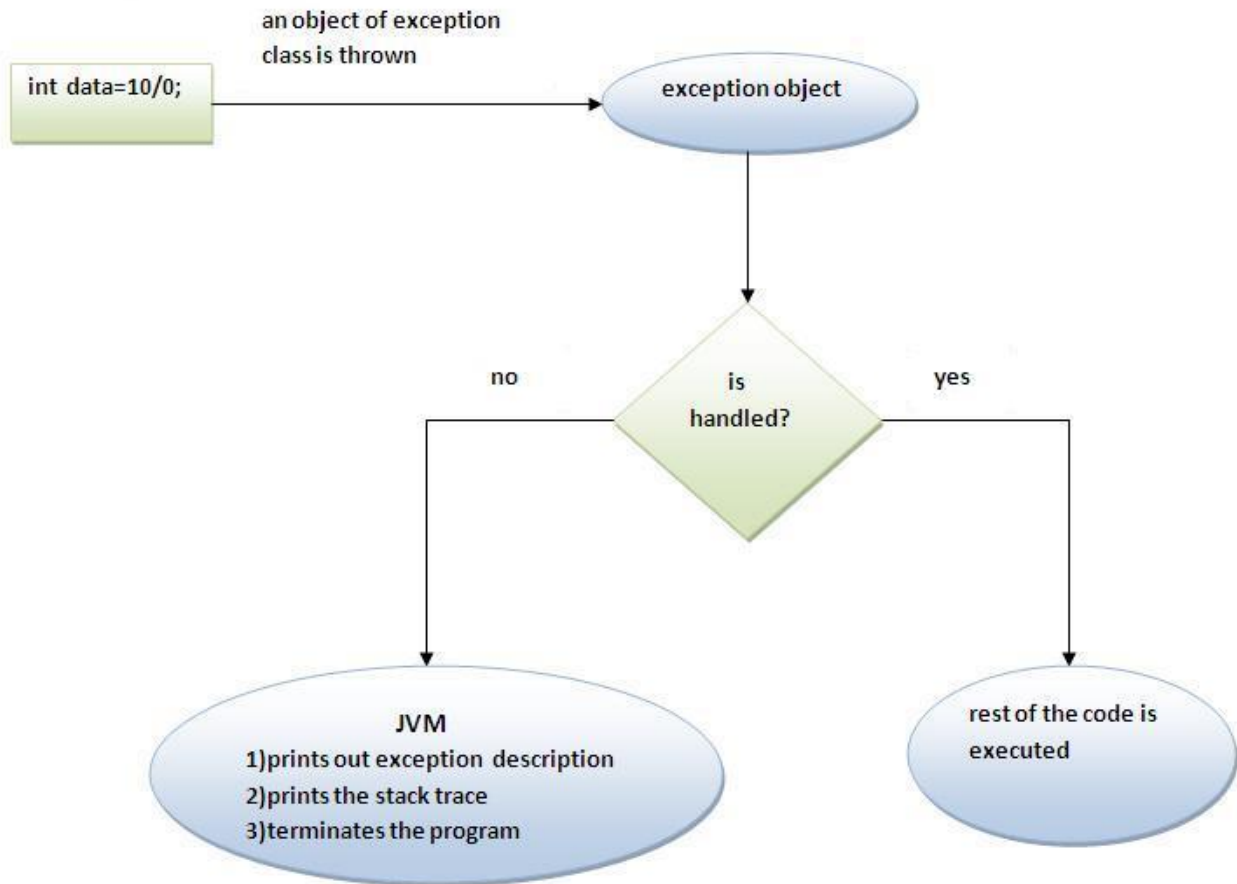 an object of exception
class is thrown
int data=10/0;
exception object
no
is
handled?
yes
JVM
1)prints out exception description
2)prints the stack trace
3)terminates the program
rest of the code is
executed